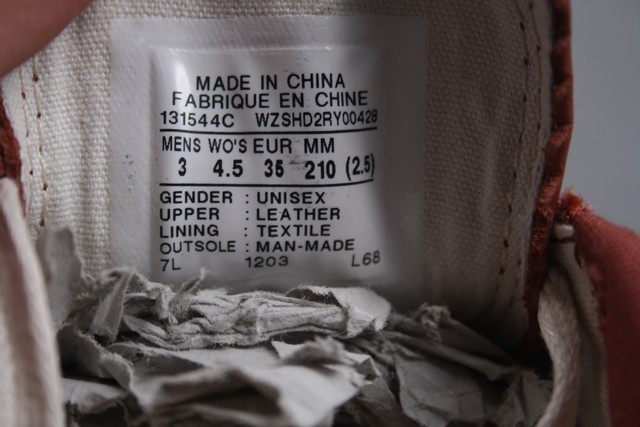 MADE IN CHINA
FABRIQUE EN CHINE
131544C WZSHD2RY00428
MENS WO'S EUR MM
3 4.5 35 210 (2.5)
GENDER : UNISEX
UPPER : LEATHER
LINING : TEXTILE
OUTSOLE : MAN-MADE
7L 1203 L68